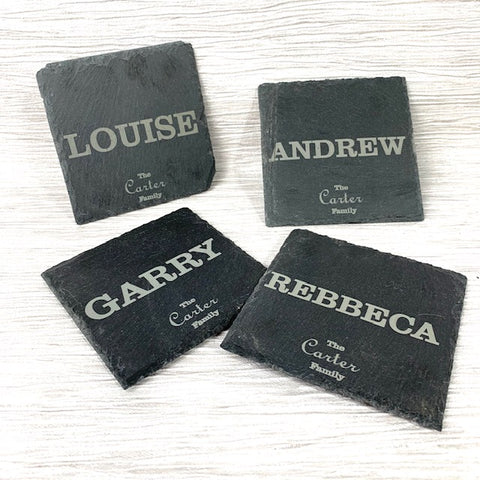 LOUISE
The
Carter
Family
ANDREW
The
Carter
Family
GARRY
The
Carter
Family
REBBECA
The
Carter
Family